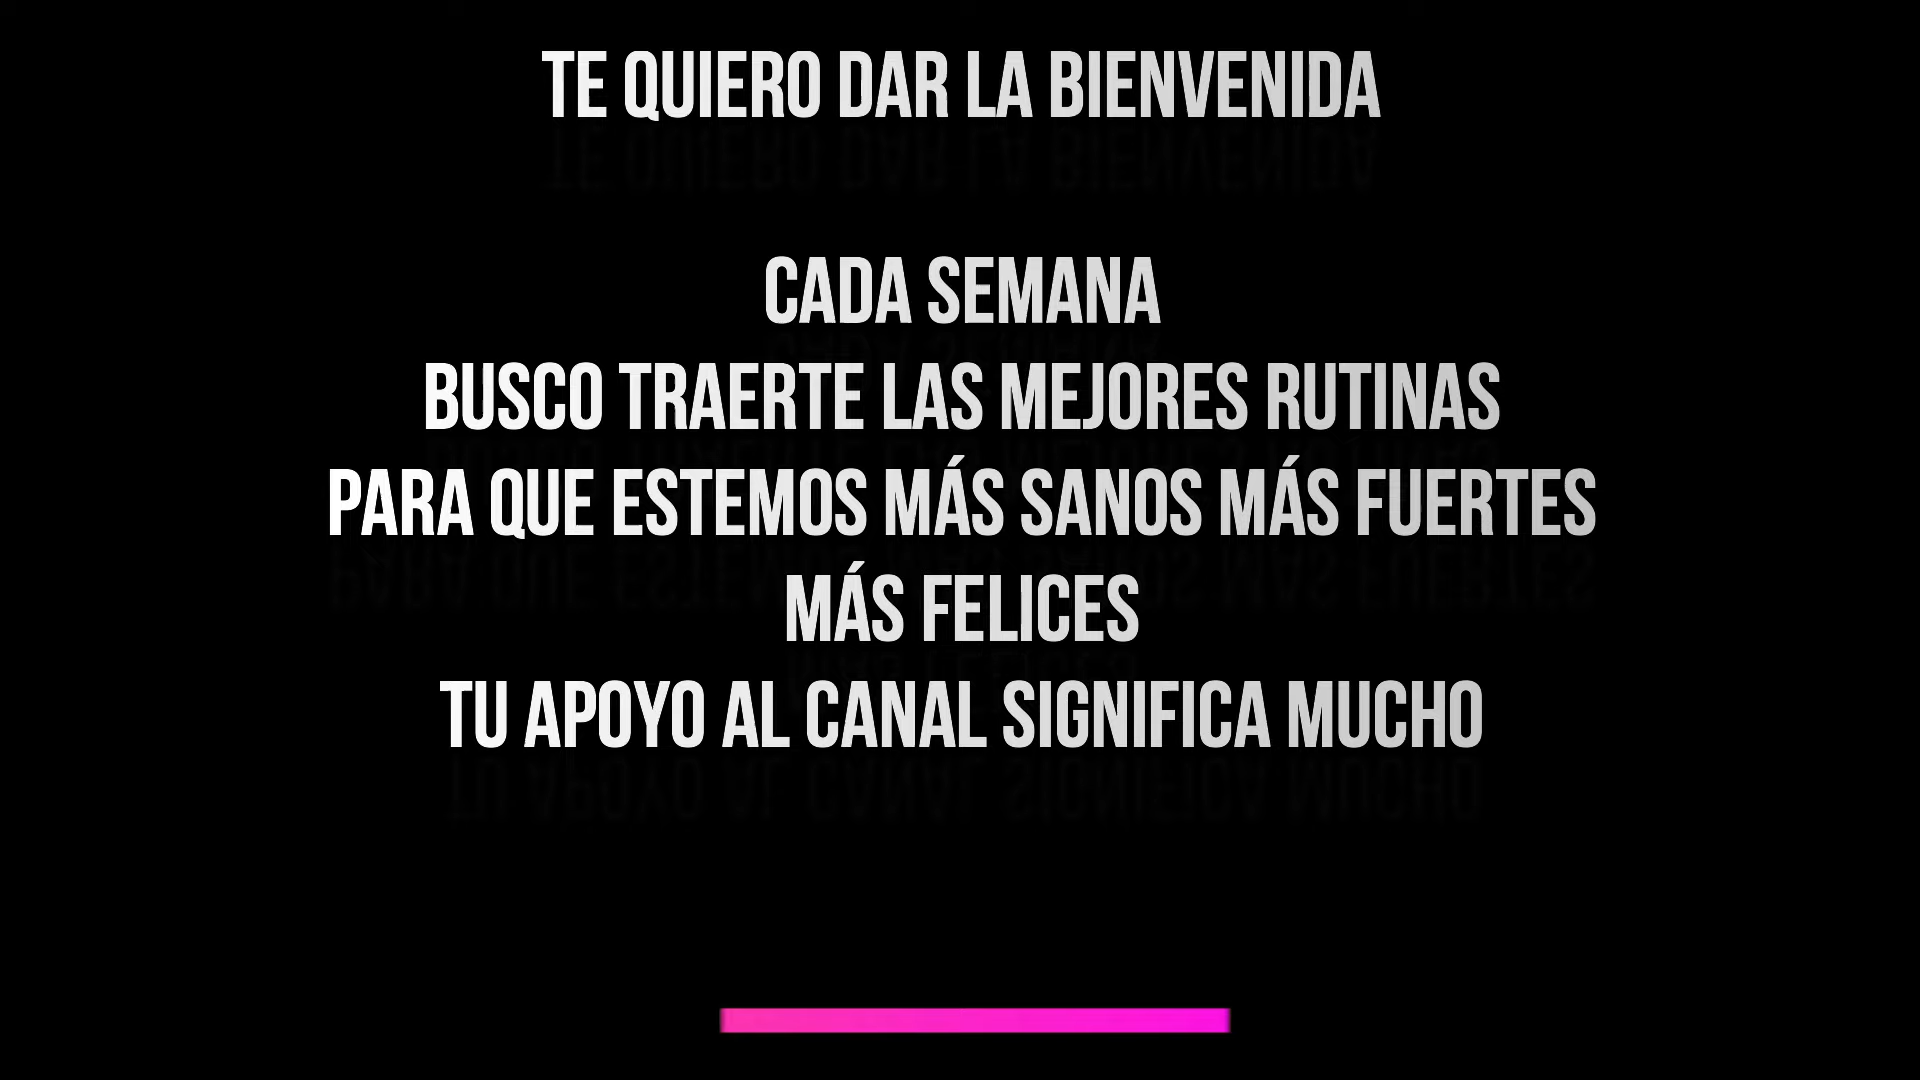 TE QUIERO DAR LA BIENVENIDA
CADA SEMANA
BUSCO TRAERTE LAS MEJORES RUTINAS
PARA QUE ESTEMOS MÁS SANOS MÁS FUERTES
MÁS FELICES
TU APOYO AL CANAL SIGNIFICA MUCHO